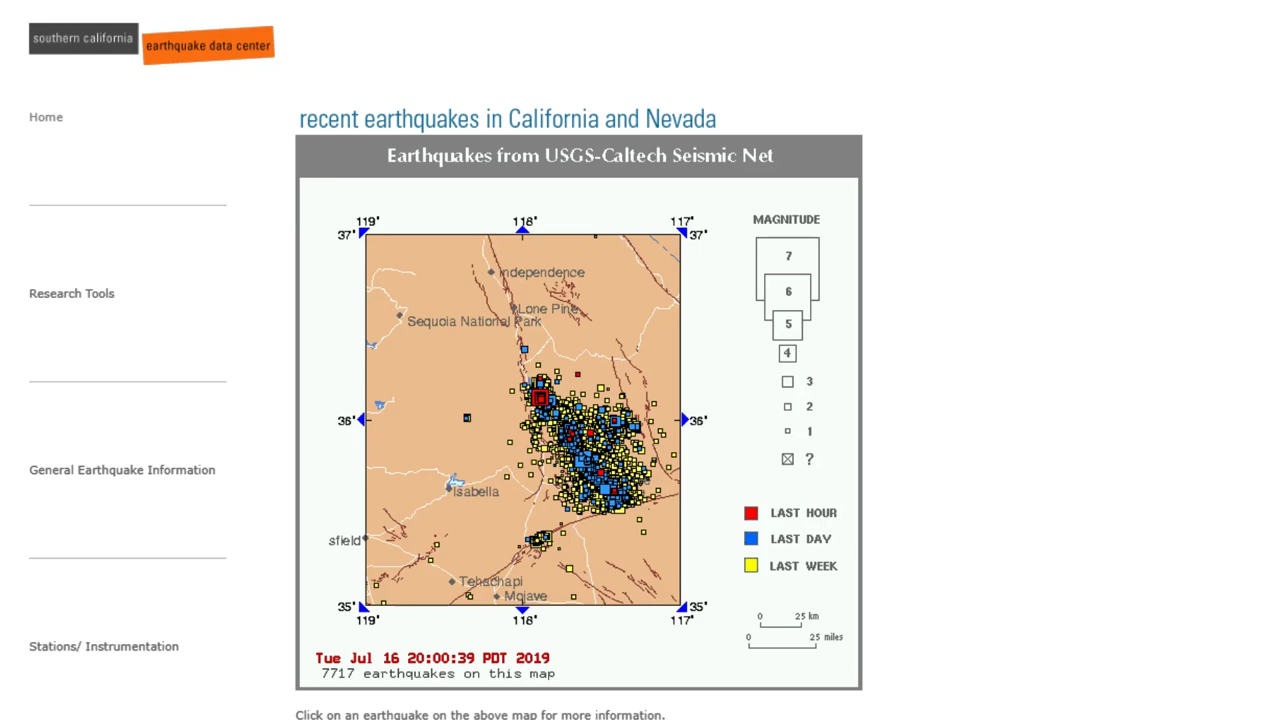 southern california
earthquake data center
Home
Research Tools
General Earthquake Information
Stations/ Instrumentation
recent earthquakes in California and Nevada
Earthquakes from USGS-Caltech Seismic Net
119° 118° 117°
37° 37°
Independence
Lone Pine
Sequoia National Park
36° 36°
Isabella
sfield
Tehachapi
Mojave
35° 35°
119° 118° 117°
MAGNITUDE
7
6
5
4
3
2
1
?
LAST HOUR
LAST DAY
LAST WEEK
0 25 km
0 25 miles
Tue Jul 16 20:00:39 PDT 2019
7717 earthquakes on this map
Click on an earthquake on the above map for more information.